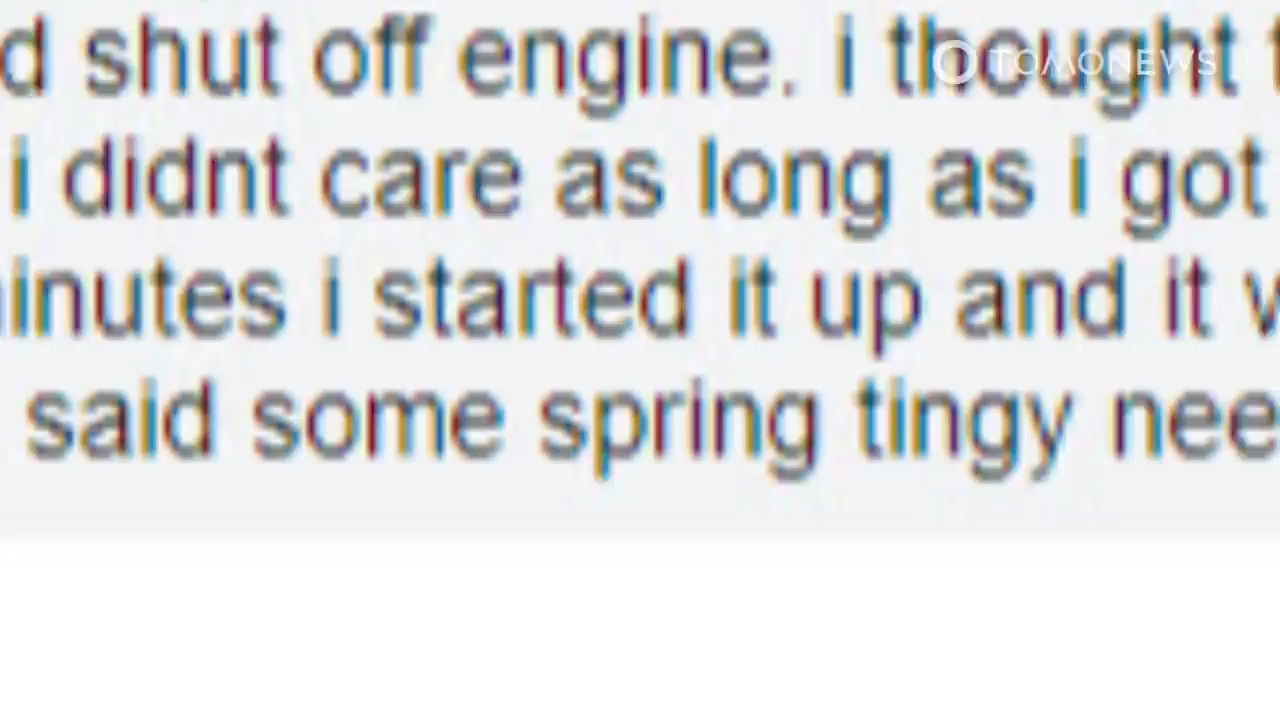 d shut off engine. i thought
TOMONEWS
i didnt care as long as i got
inutes i started it up and it
said some spring tingy nee